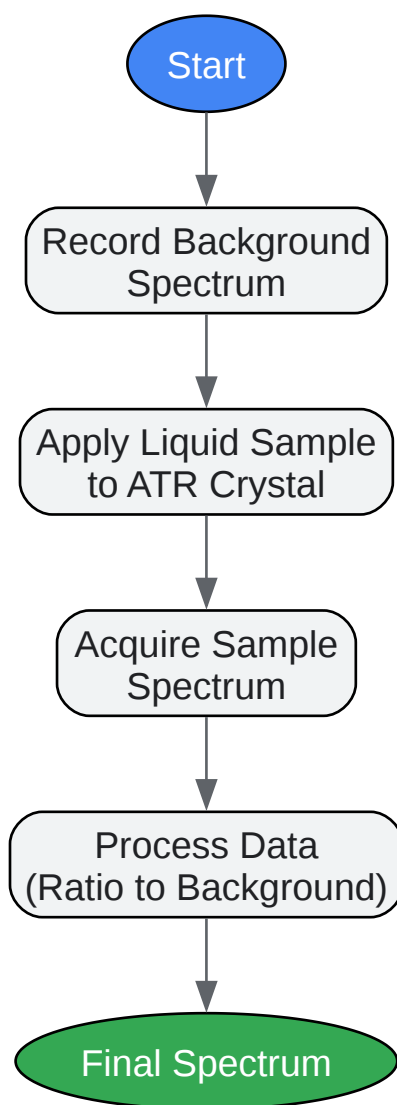 Start
Record Background
Spectrum
Apply Liquid Sample
to ATR Crystal
Acquire Sample
Spectrum
Process Data
(Ratio to Background)
Final Spectrum